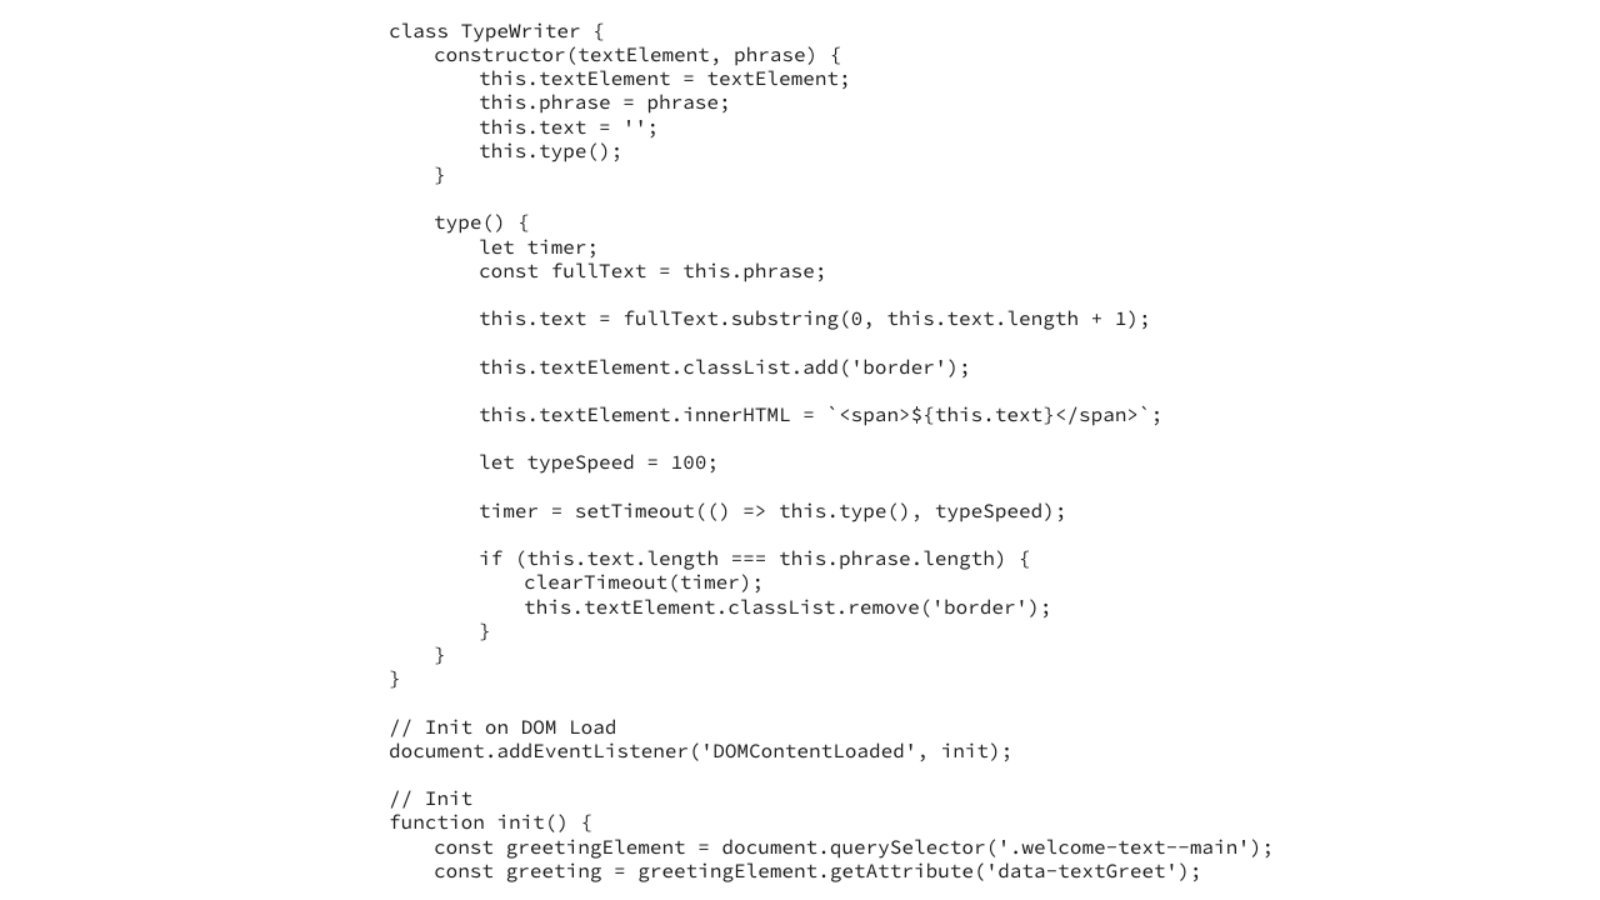 class TypeWriter {
constructor(textElement, phrase) {
this.textElement = textElement;
this.phrase = phrase;
this.text = '';
this.type();
}
type() {
let timer;
const fullText = this.phrase;
this.text = fullText.substring(0, this.text.length + 1);
this.textElement.classList.add('border');
this.textElement.innerHTML = `<span>${this.text}</span>`;
let typeSpeed = 100;
timer = setTimeout(() => this.type(), typeSpeed);
if (this.text.length === this.phrase.length) {
clearTimeout(timer);
this.textElement.classList.remove('border');
}
}
}
// Init on DOM Load
document.addEventListener('DOMContentLoaded', init);
// Init
function init() {
const greetingElement = document.querySelector('.welcome-text--main');
const greeting = greetingElement.getAttribute('data-textGreet');